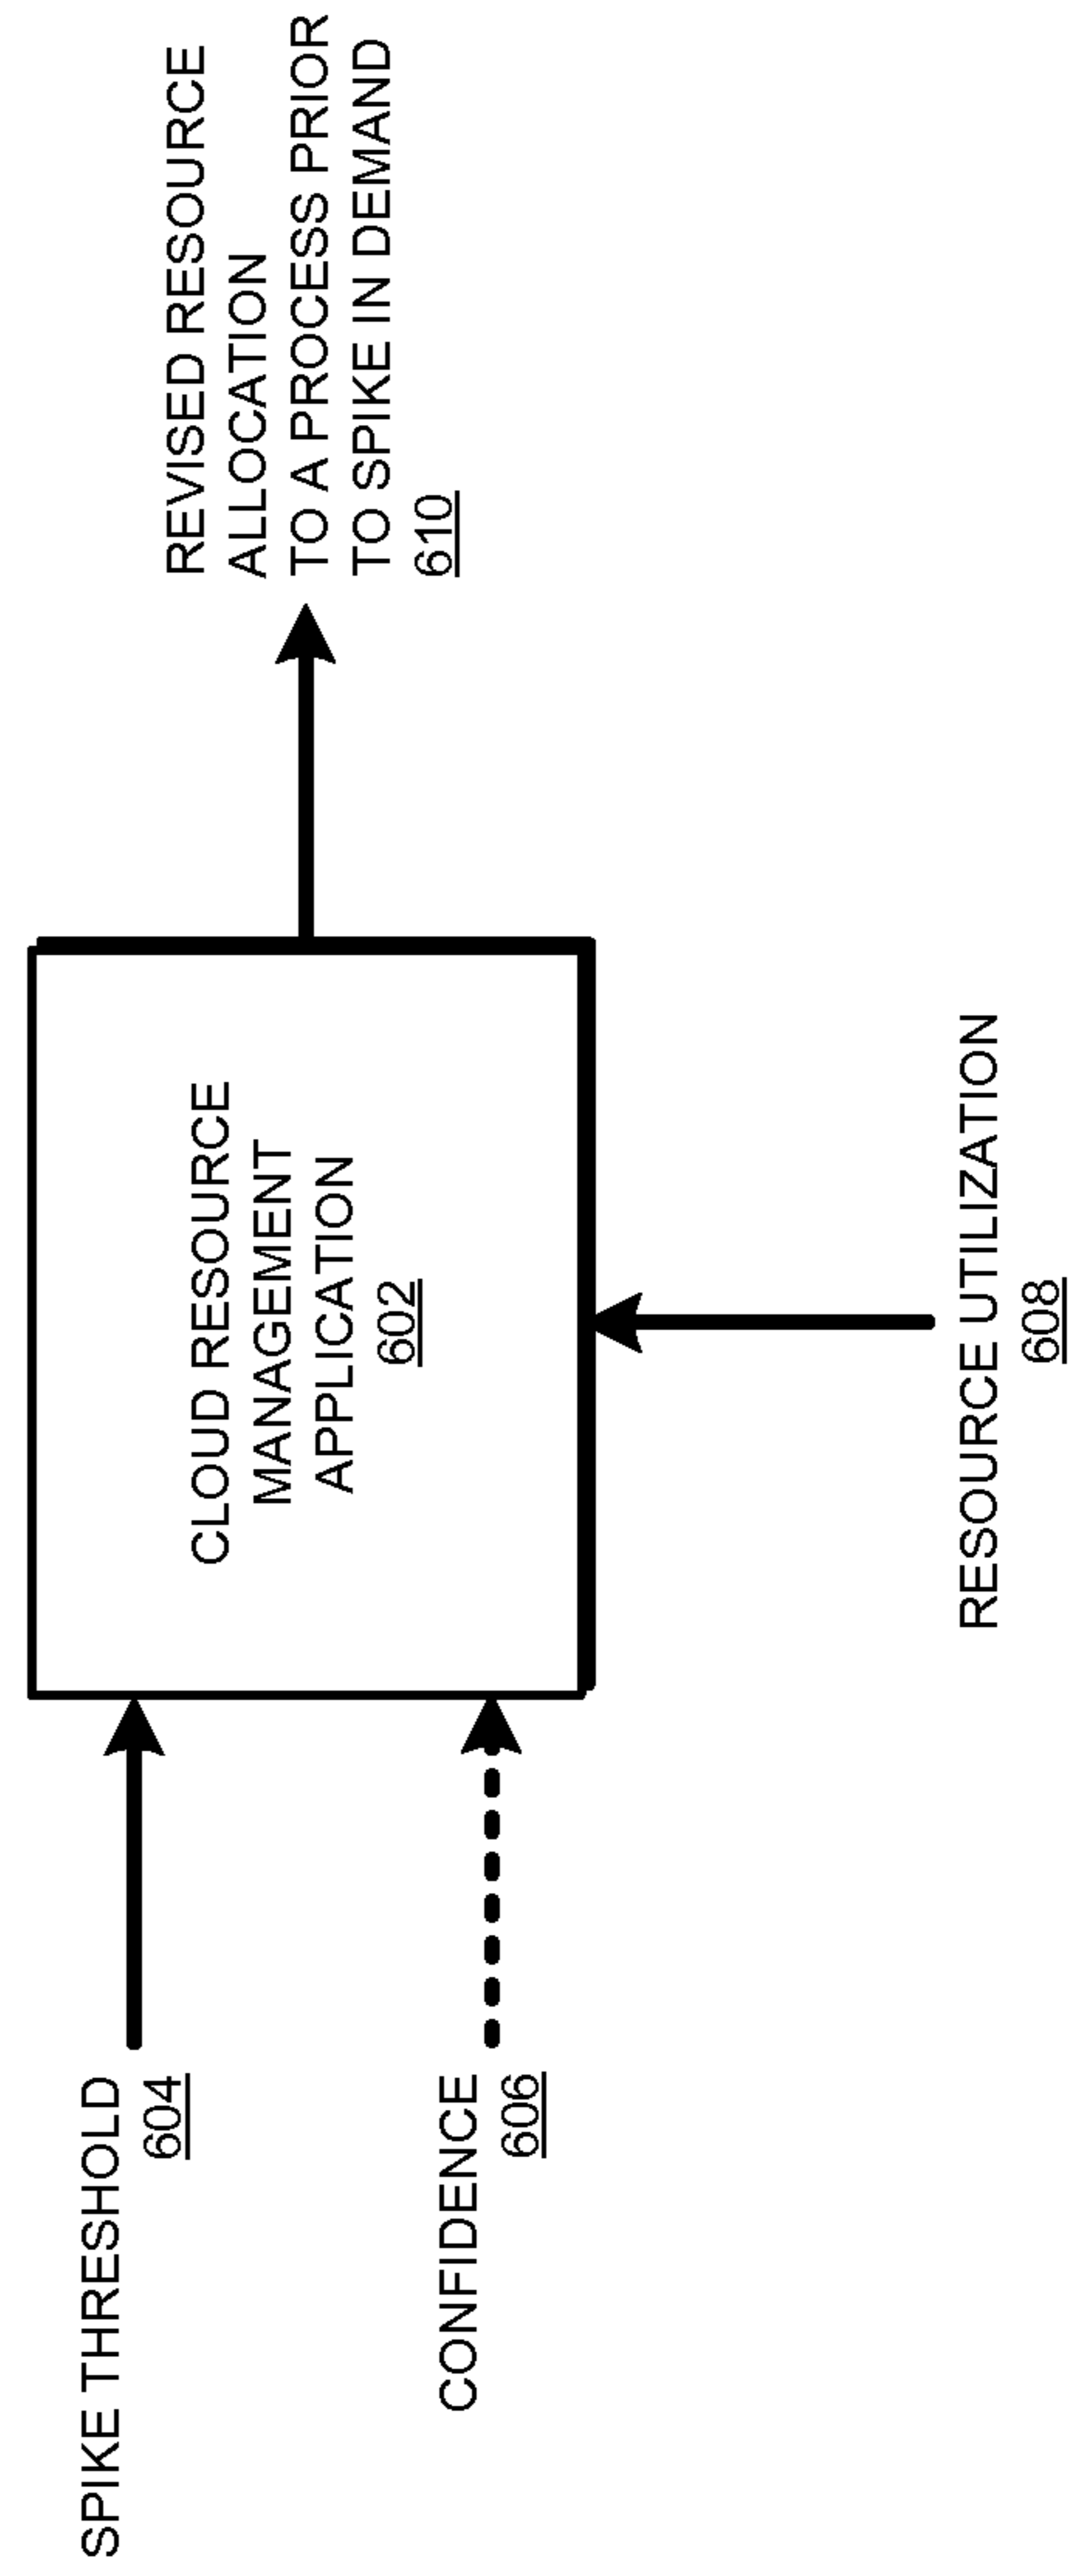 SPIKE THRESHOLD
604
CONFIDENCE
606
CLOUD RESOURCE
MANAGEMENT
APPLICATION
602
RESOURCE UTILIZATION
608
REVISED RESOURCE
ALLOCATION
TO A PROCESS PRIOR
TO SPIKE IN DEMAND
610